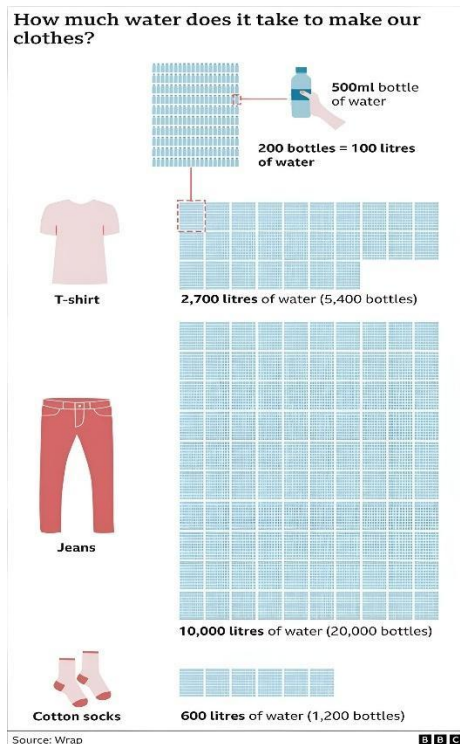 How much water does it take to make our
clothes?
500ml bottle
of water
200 bottles = 100 litres
of water
T-shirt
2,700 litres of water (5,400 bottles)
Jeans
10,000 litres of water (20,000 bottles)
Cotton socks
600 litres of water (1,200 bottles)
Source: Wrap
BBC